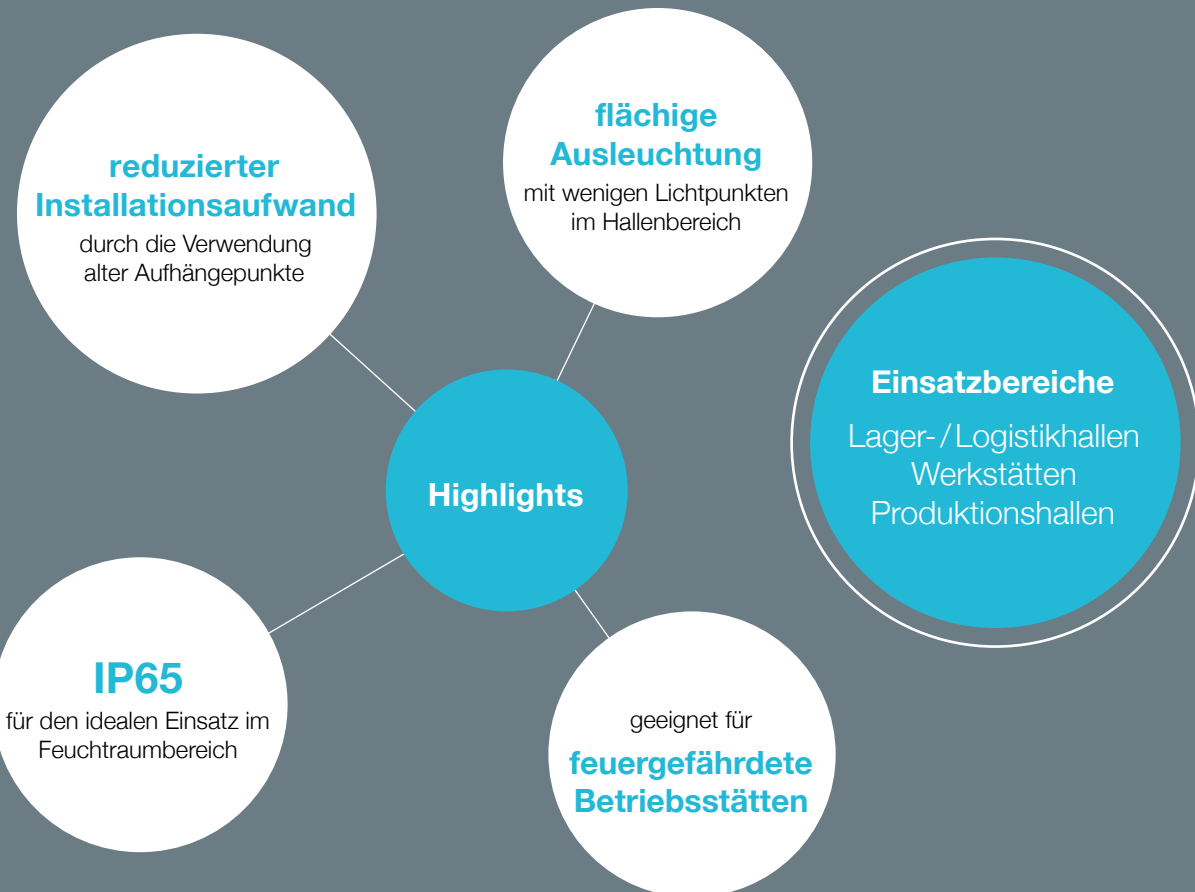 reduzierter
Installationsaufwand
durch die Verwendung
alter Aufhängepunkte
flächige
Ausleuchtung
mit wenigen Lichtpunkten
im Hallenbereich
Highlights
Einsatzbereiche
Lager- / Logistikhallen
Werkstätten
Produktionshallen
IP65
für den idealen Einsatz im
Feuchtraumbereich
geeignet für
feuergefährdete
Betriebsstätten